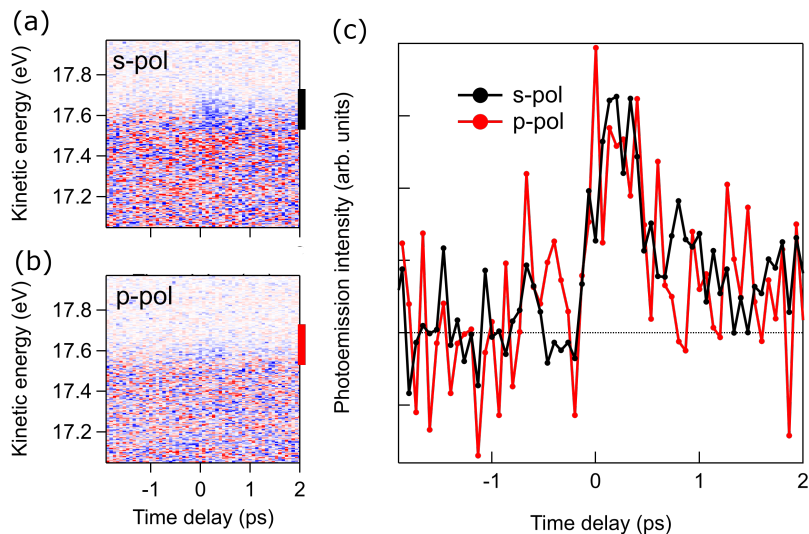 (a)
s-pol
Kinetic energy (eV)
17.8
17.6
17.4
17.2
(b)
p-pol
Kinetic energy (eV)
17.8
17.6
17.4
17.2
-1
0
1
2
Time delay (ps)
(c)
s-pol
p-pol
Photoemission intensity (arb. units)
-1
0
1
2
Time delay (ps)